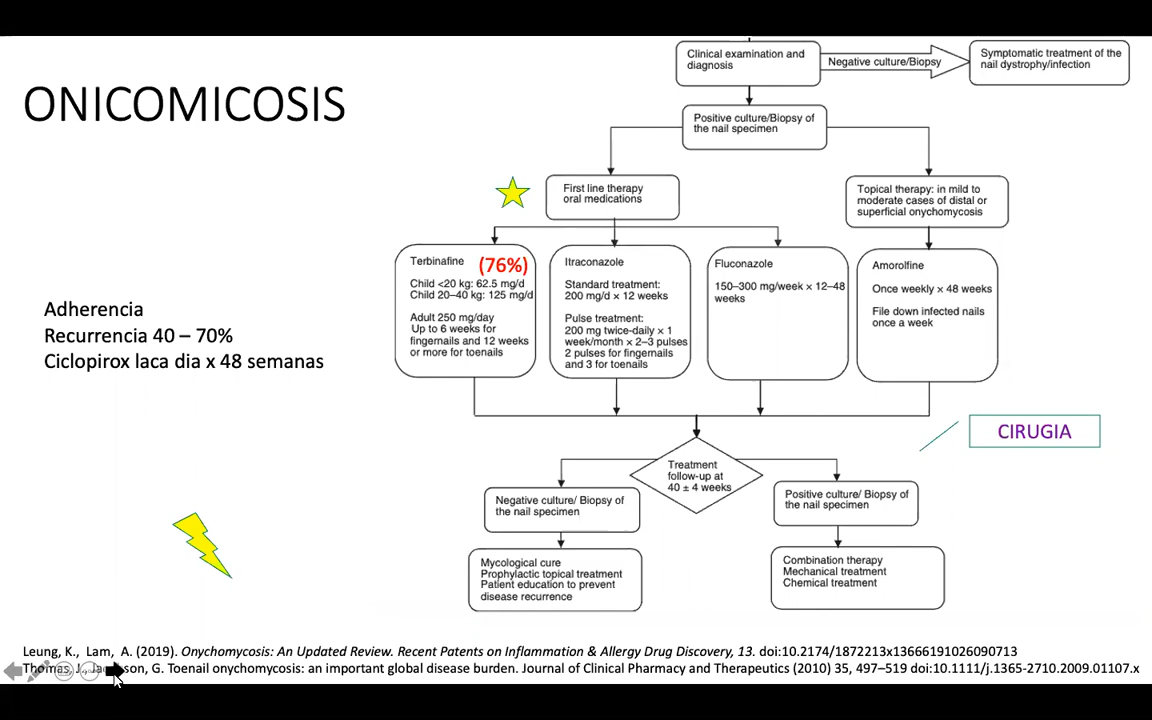 ONICOMICOSIS
Adherencia
Recurrencia 40 – 70%
Ciclopirox laca dia x 48 semanas
Clinical examination and
diagnosis
Negative culture/Biopsy
Symptomatic treatment of the
nail dystrophy/infection
Positive culture/Biopsy of
the nail specimen
First line therapy
oral medications
Topical therapy: in mild to
moderate cases of distal or
superficial onychomycosis
Terbinafine (76%)
Child <20 kg: 62.5 mg/d
Child 20–40 kg: 125 mg/d
Adult 250 mg/day
Up to 6 weeks for
fingernails and 12 weeks
or more for toenails
Itraconazole
Standard treatment:
200 mg/d × 12 weeks
Pulse treatment:
200 mg twice-daily × 1
week/month × 2–3 pulses
2 pulses for fingernails
and 3 for toenails
Fluconazole
150–300 mg/week × 12–48
weeks
Amorolfine
Once weekly × 48 weeks
File down infected nails
once a week
CIRUGIA
Treatment
follow-up at
40 ± 4 weeks
Negative culture/ Biopsy of
the nail specimen
Positive culture/ Biopsy of
the nail specimen
Mycological cure
Prophylactic topical treatment
Patient education to prevent
disease recurrence
Combination therapy
Mechanical treatment
Chemical treatment
Leung, K., Lam, A. (2019). Onychomycosis: An Updated Review. Recent Patents on Inflammation & Allergy Drug Discovery, 13. doi:10.2174/1872213x13666191026090713
Thomas, J., son, G. Toenail onychomycosis: an important global disease burden. Journal of Clinical Pharmacy and Therapeutics (2010) 35, 497–519 doi:10.1111/j.1365-2710.2009.01107.x